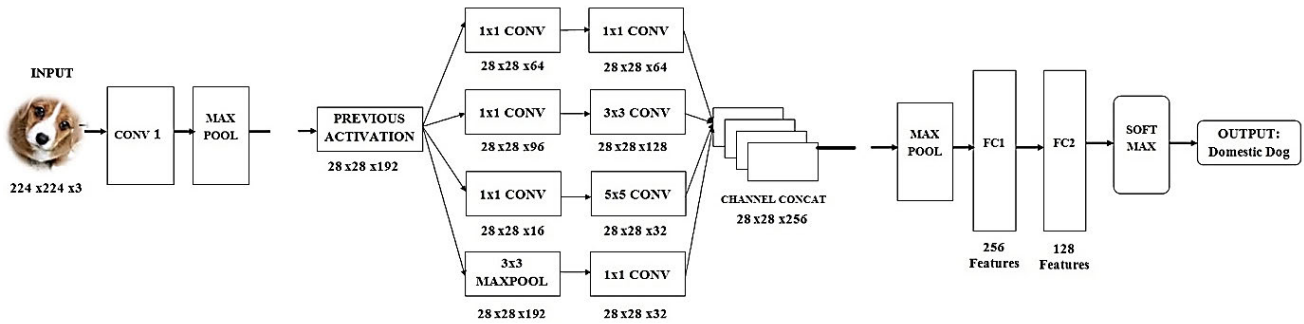 INPUT
224 x224 x3
CONV 1
MAX
POOL
PREVIOUS
ACTIVATION
28 x28 x192
1x1 CONV
28 x28 x64
1x1 CONV
28 x28 x64
1x1 CONV
28 x28 x96
3x3 CONV
28 x28 x128
1x1 CONV
28 x28 x16
5x5 CONV
28 x28 x32
3x3
MAXPOOL
28 x28 x192
1x1 CONV
28 x28 x32
CHANNEL CONCAT
28 x28 x256
MAX
POOL
FC1
256
Features
FC2
128
Features
SOFT
MAX
OUTPUT:
Domestic Dog